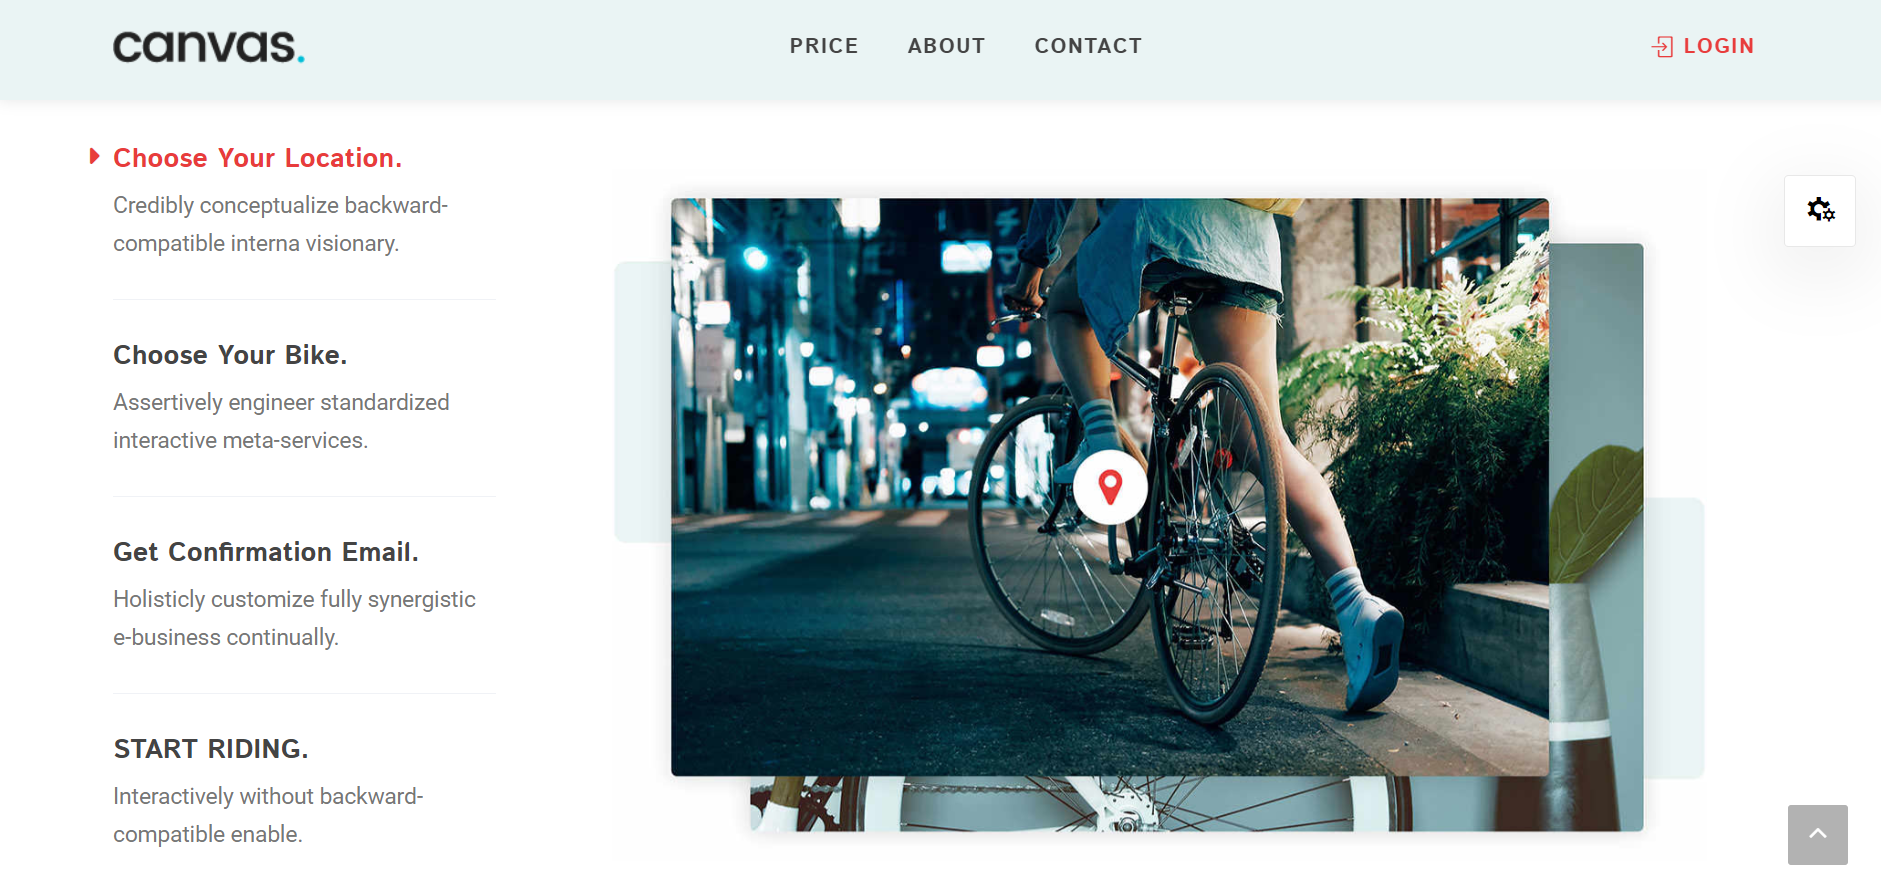 canvas.
PRICE
ABOUT
CONTACT
LOGIN
Choose Your Location.
Credibly conceptualize backward-
compatible interna visionary.
Choose Your Bike.
Assertively engineer standardized
interactive meta-services.
Get Confirmation Email.
Holisticly customize fully synergistic
e-business continually.
START RIDING.
Interactively without backward-
compatible enable.